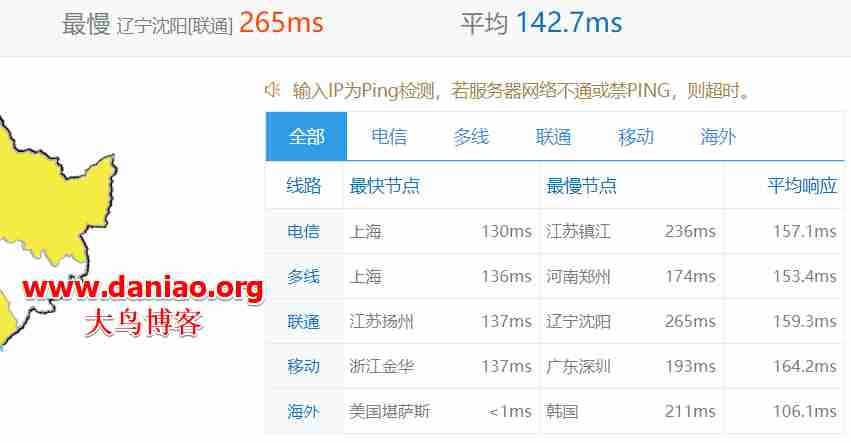 最慢 辽宁沈阳[联通] 265ms 平均 142.7ms
输入IP为Ping检测，若服务器网络不通或禁PING，则超时。
全部 电信 多线 联通 移动 海外
线路 最快节点 最慢节点 平均响应
电信 上海 130ms 江苏镇江 236ms 157.1ms
多线 上海 136ms 河南郑州 174ms 153.4ms
www.daniao.org
大鸟博客
联通 江苏扬州 137ms 辽宁沈阳 265ms 159.3ms
移动 浙江金华 137ms 广东深圳 193ms 164.2ms
海外 美国堪萨斯 <1ms 韩国 211ms 106.1ms